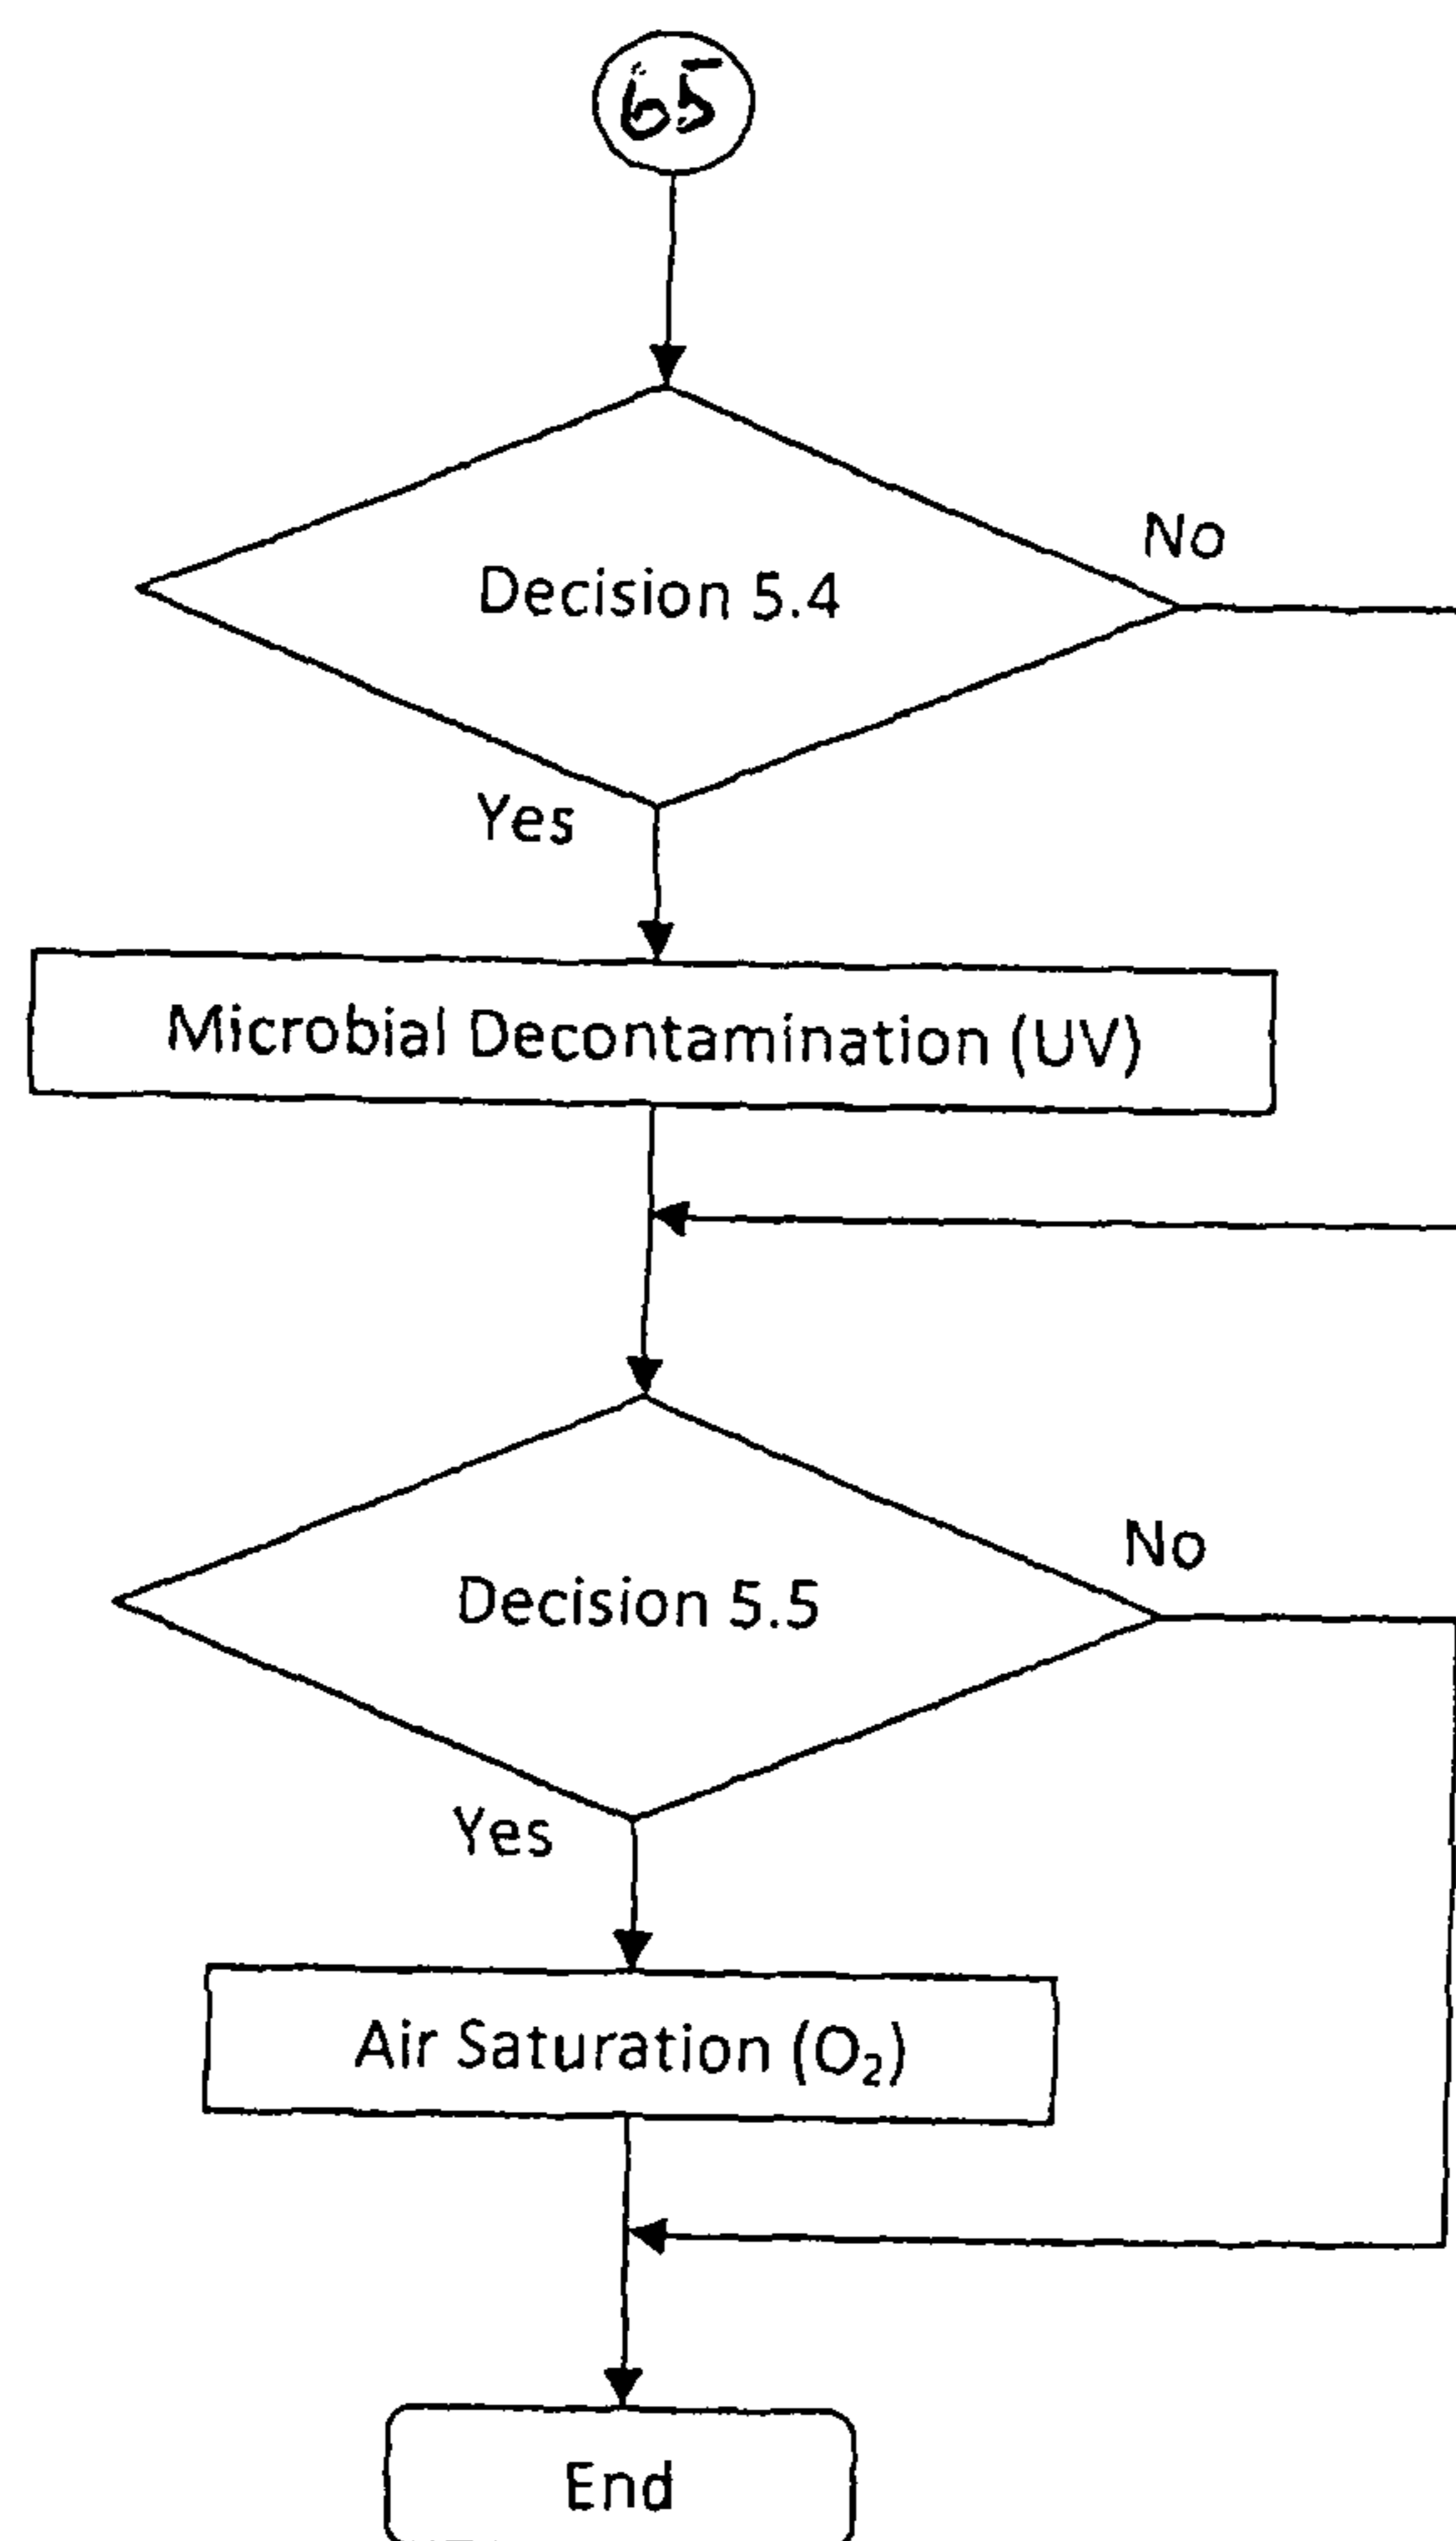 65
Decision 5.4
No
Yes
Microbial Decontamination (UV)
Decision 5.5
No
Yes
Air Saturation (O₂)
End